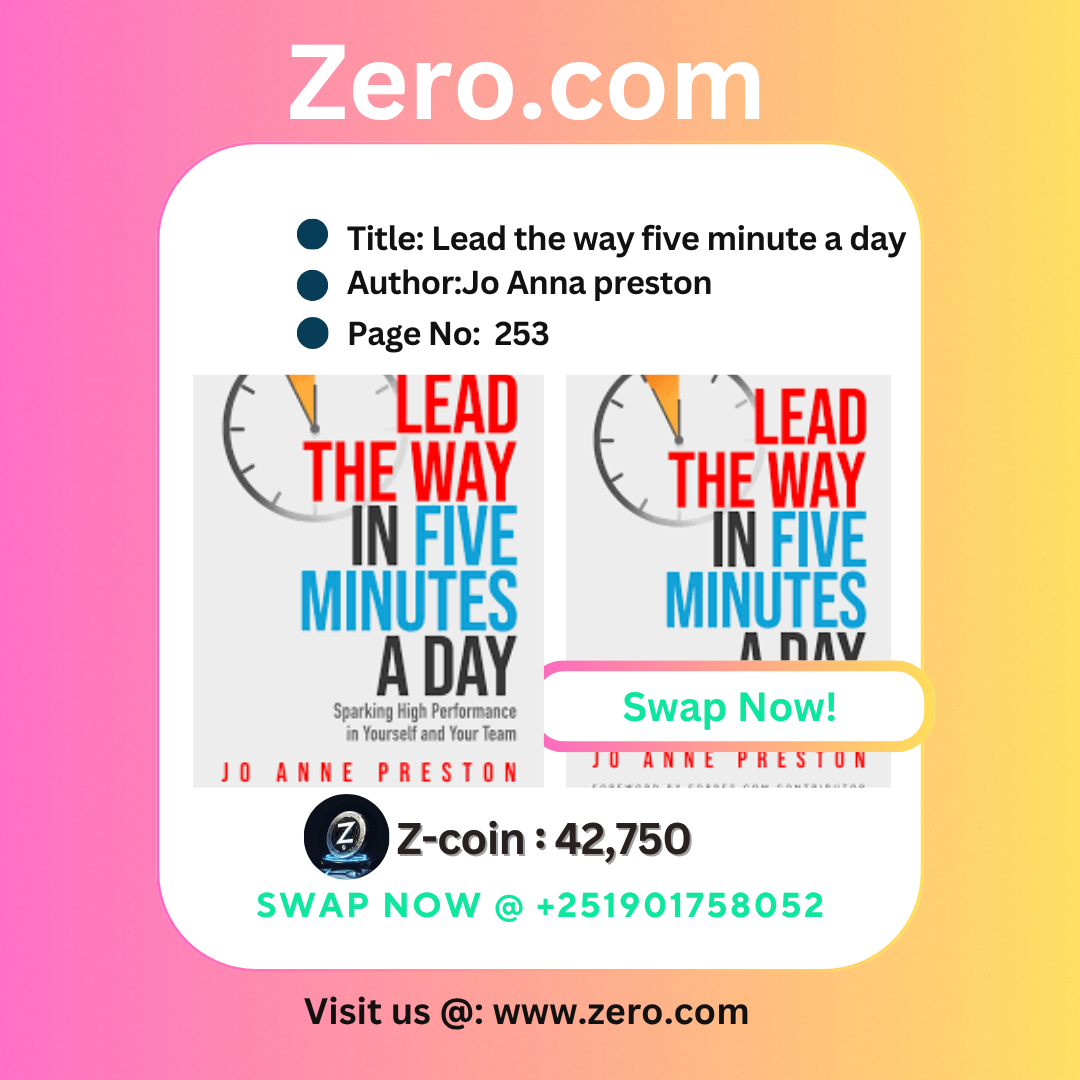 Zero.com
Title: Lead the way five minute a day
Author:Jo Anna preston
Page No: 253
LEAD
THE WAY
IN FIVE
MINUTES
A DAY
Sparking High Performance
in Yourself and Your Team
JO ANNE PRESTON
LEAD
THE WAY
IN FIVE
MINUTES
A DAY
Swap Now!
JO ANNE PRESTON
FOREWORD BY FORBES.COM CONTRIBUTOR
Z
Z-coin : 42,750
SWAP NOW @ +251901758052
Visit us @: www.zero.com